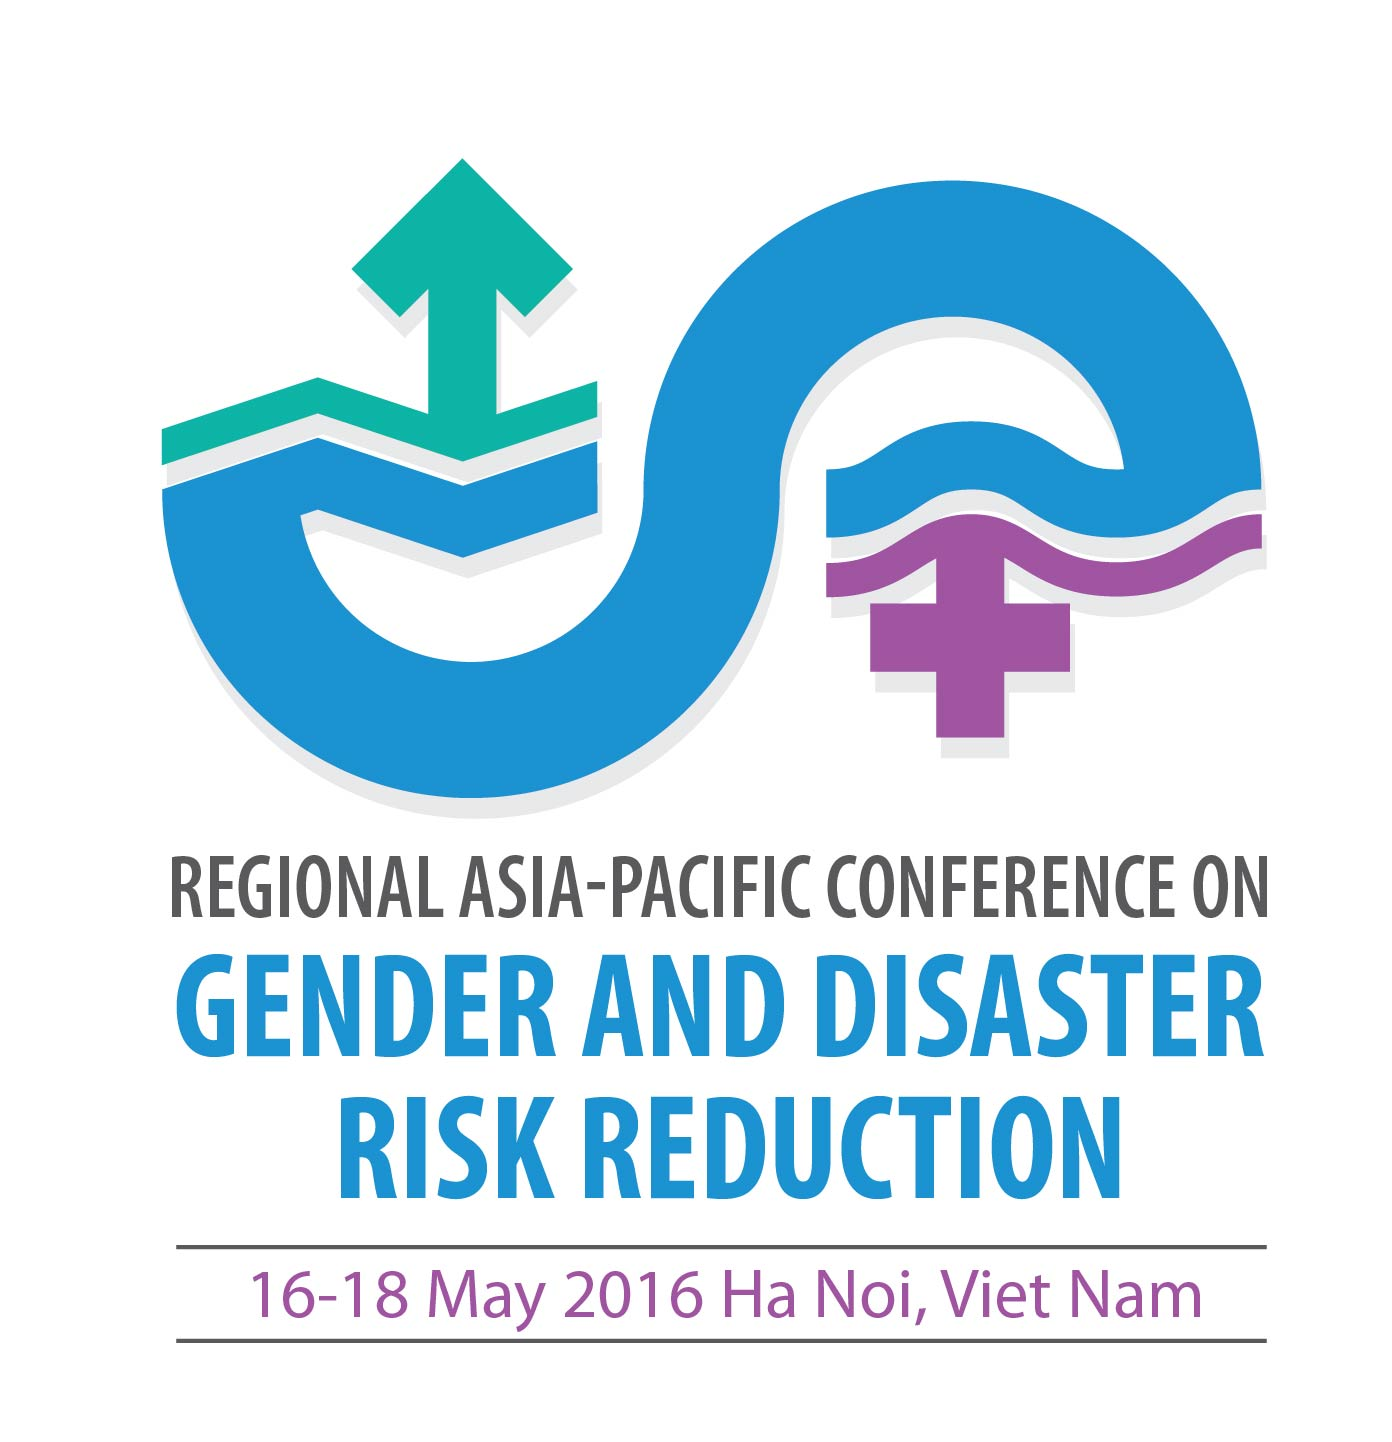 REGIONAL ASIA-PACIFIC CONFERENCE ON
GENDER AND DISASTER
RISK REDUCTION
16-18 May 2016 Ha Noi, Viet Nam